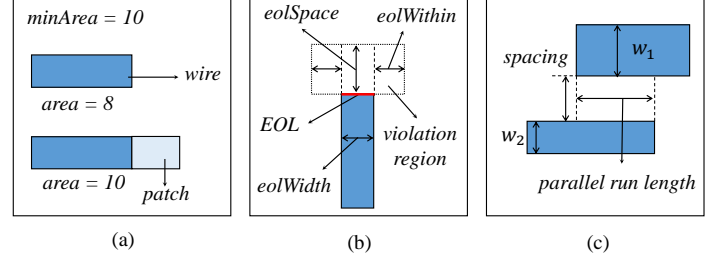 minArea = 10
wire
area = 8
area = 10
patch
(a)
eolSpace
eolWithin
EOL
violation
region
eolWidth
(b)
w₁
spacing
w₂
parallel run length
(c)